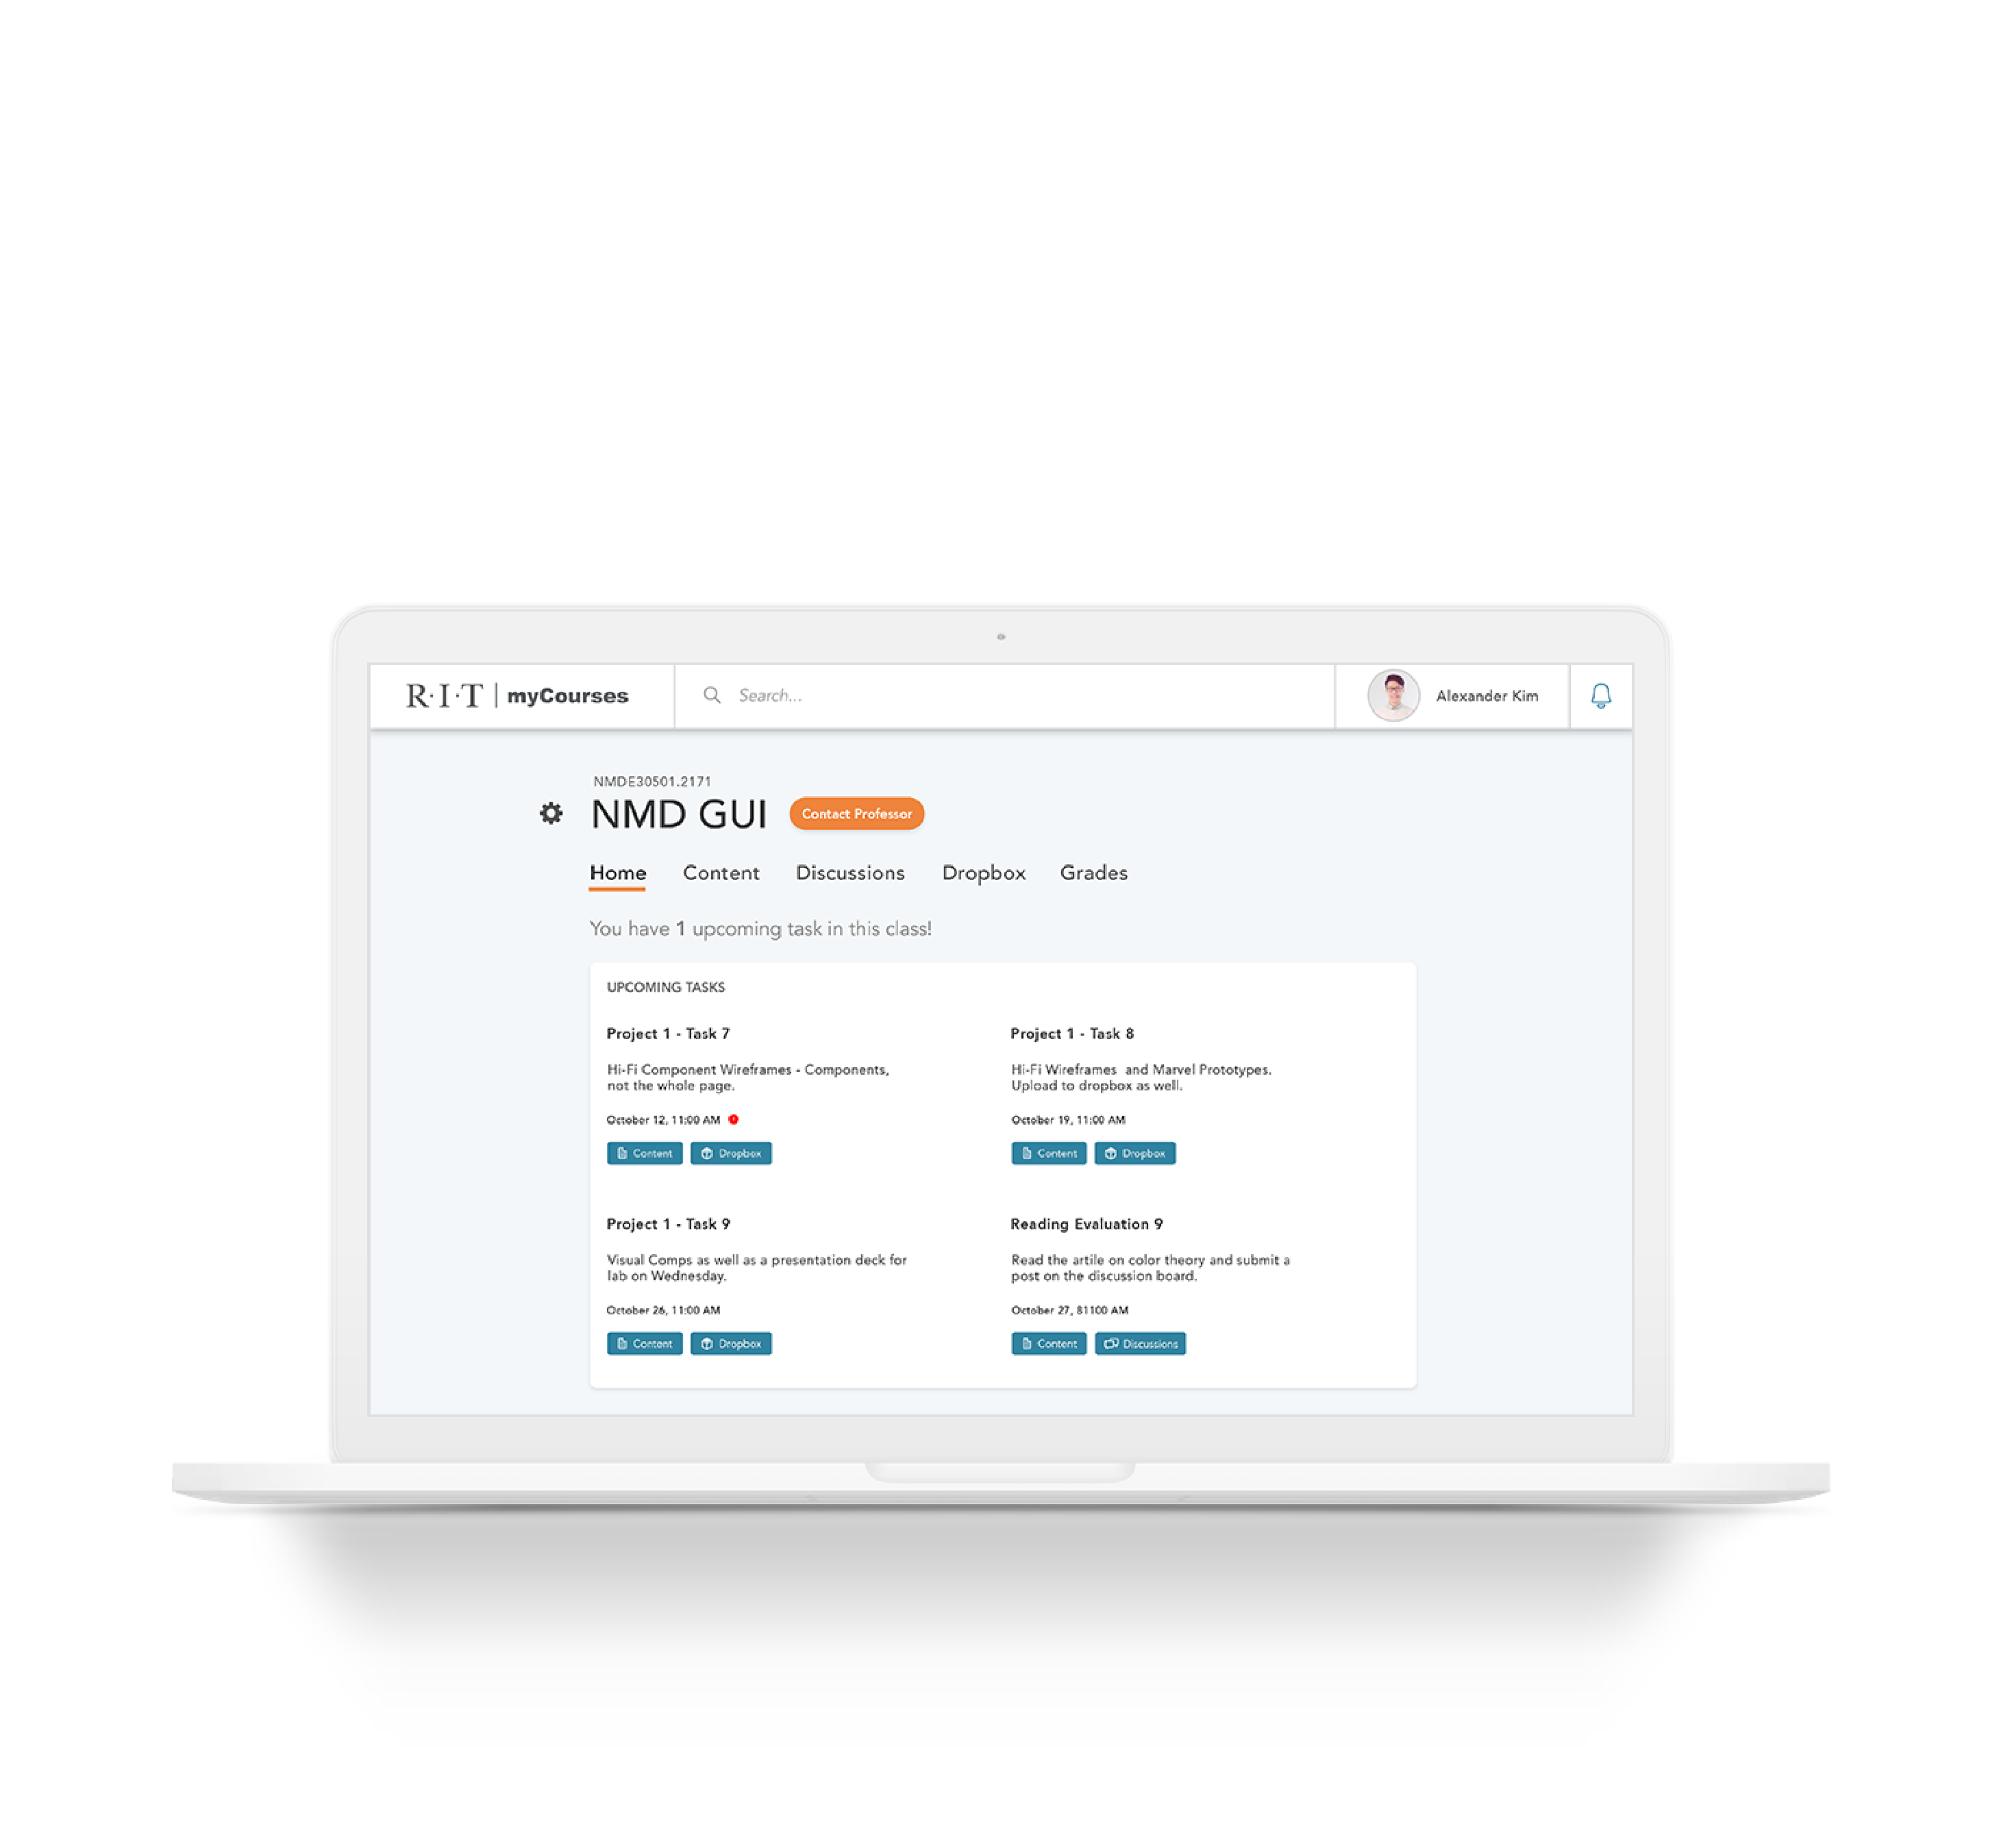 R·I·T | myCourses
Search...
Alexander Kim
NMDE30501.2171
NMD GUI
Contact Professor
Home Content Discussions Dropbox Grades
You have 1 upcoming task in this class!
UPCOMING TASKS
Project 1 - Task 7
Hi-Fi Component Wireframes - Components,
not the whole page.
October 12, 11:00 AM
Content Dropbox
Project 1 - Task 8
Hi-Fi Wireframes and Marvel Prototypes.
Upload to dropbox as well.
October 19, 11:00 AM
Content Dropbox
Project 1 - Task 9
Visual Comps as well as a presentation deck for
lab on Wednesday.
October 26, 11:00 AM
Content Dropbox
Reading Evaluation 9
Read the artile on color theory and submit a
post on the discussion board.
October 27, 81100 AM
Content Discussions